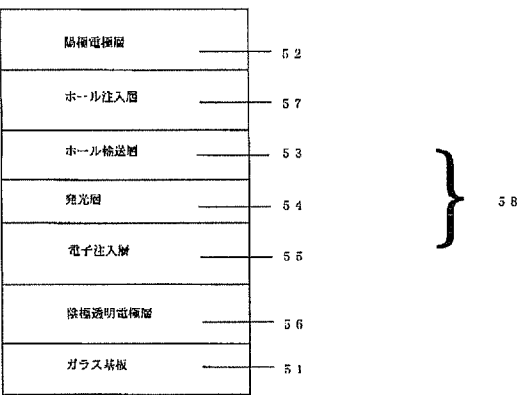 陽極電極層 52
ホール注入層 57
ホール輸送層 53
発光層 54
58
電子注入層 55
陰極透明電極層 56
ガラス基板 51